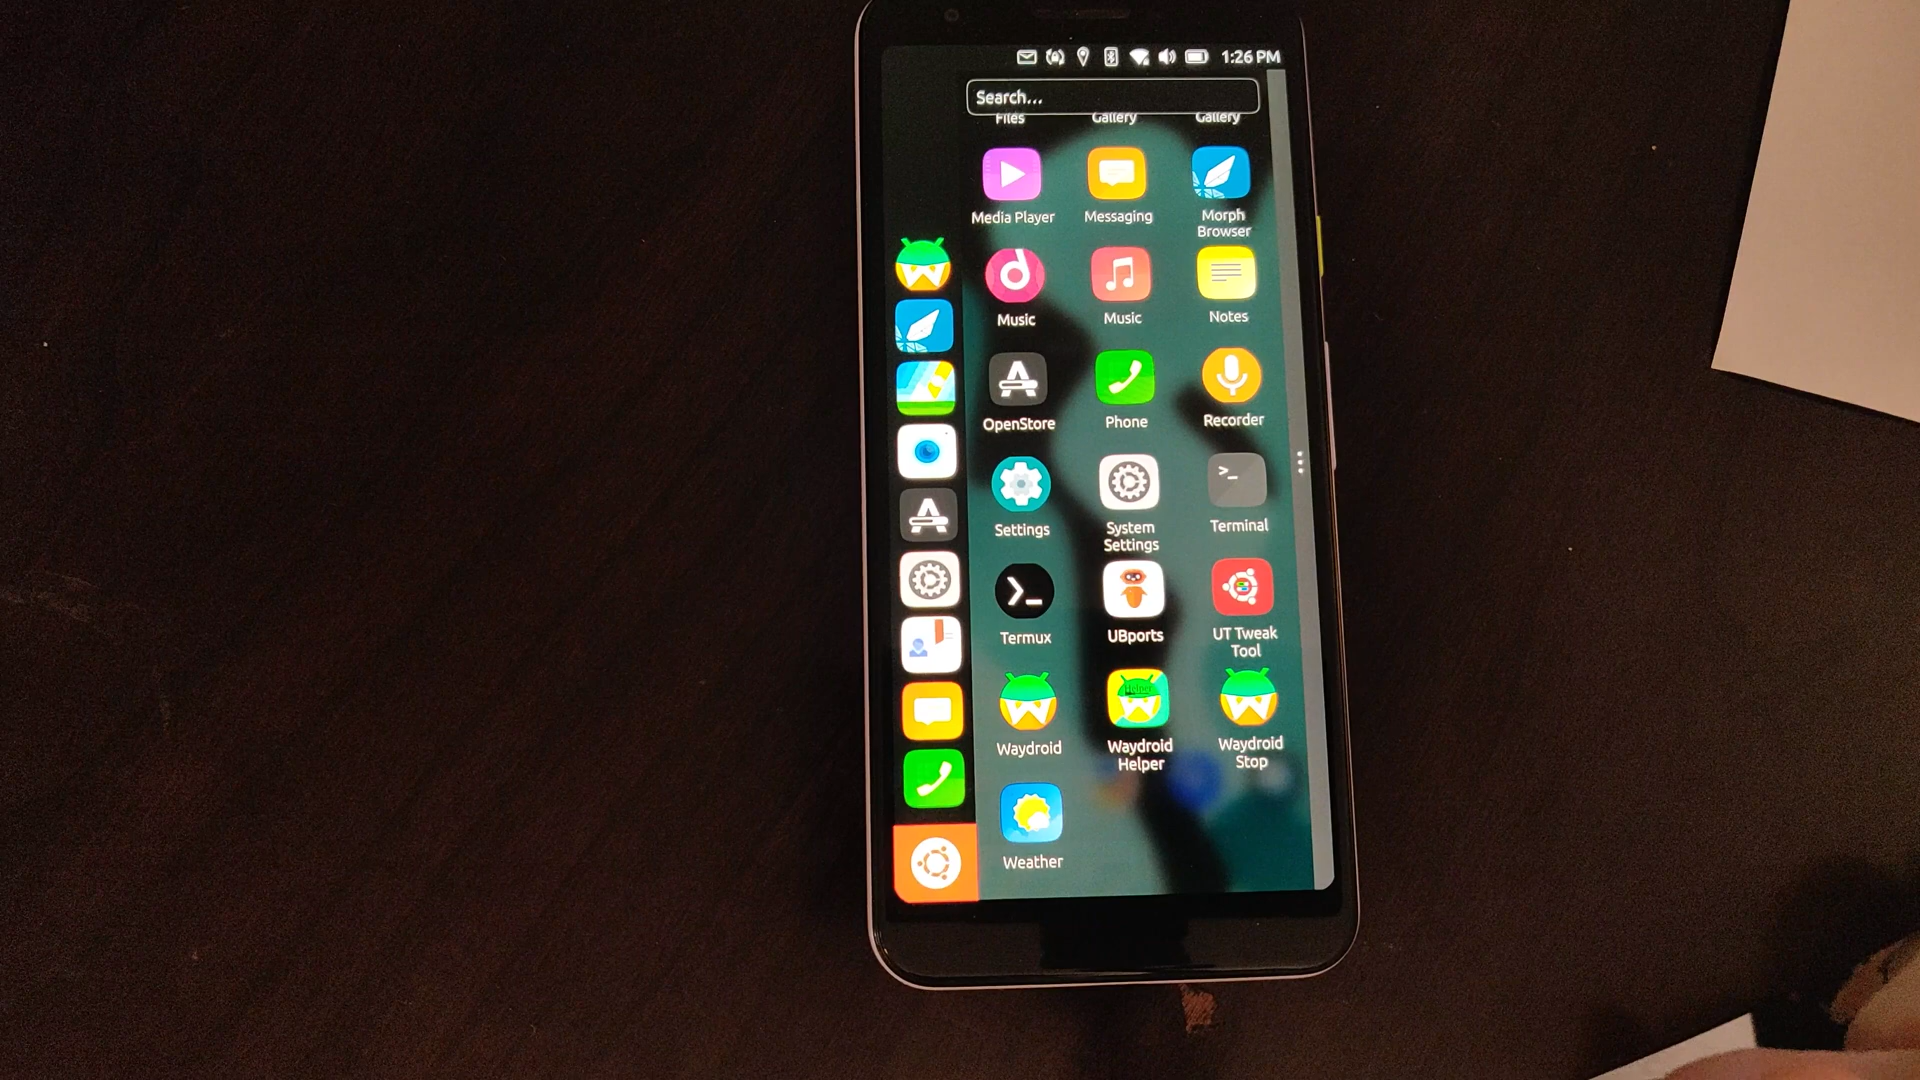 1:26 PM
Search...
Files Gallery Gallery
Media Player Messaging Morph
Browser
Music Music Notes
OpenStore Phone Recorder
Settings System
Settings Terminal
Termux UBports UT Tweak
Tool
Waydroid Waydroid
Helper Waydroid
Stop
Weather